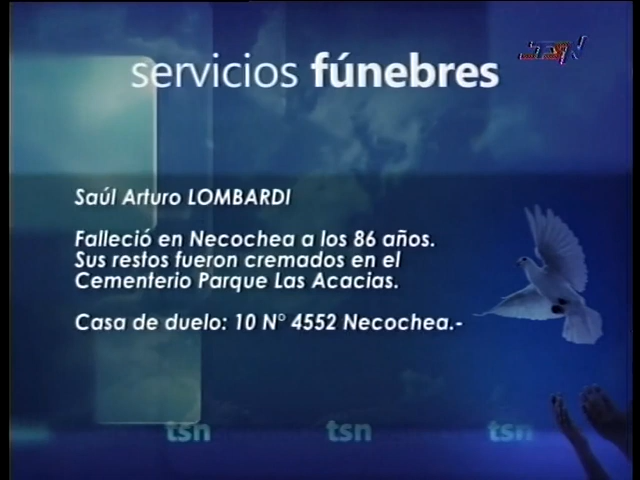 servicios fúnebres
TSN
Saúl Arturo LOMBARDI
Falleció en Necochea a los 86 años.
Sus restos fueron cremados en el
Cementerio Parque Las Acacias.
Casa de duelo: 10 N° 4552 Necochea.-
tsn tsn tsn